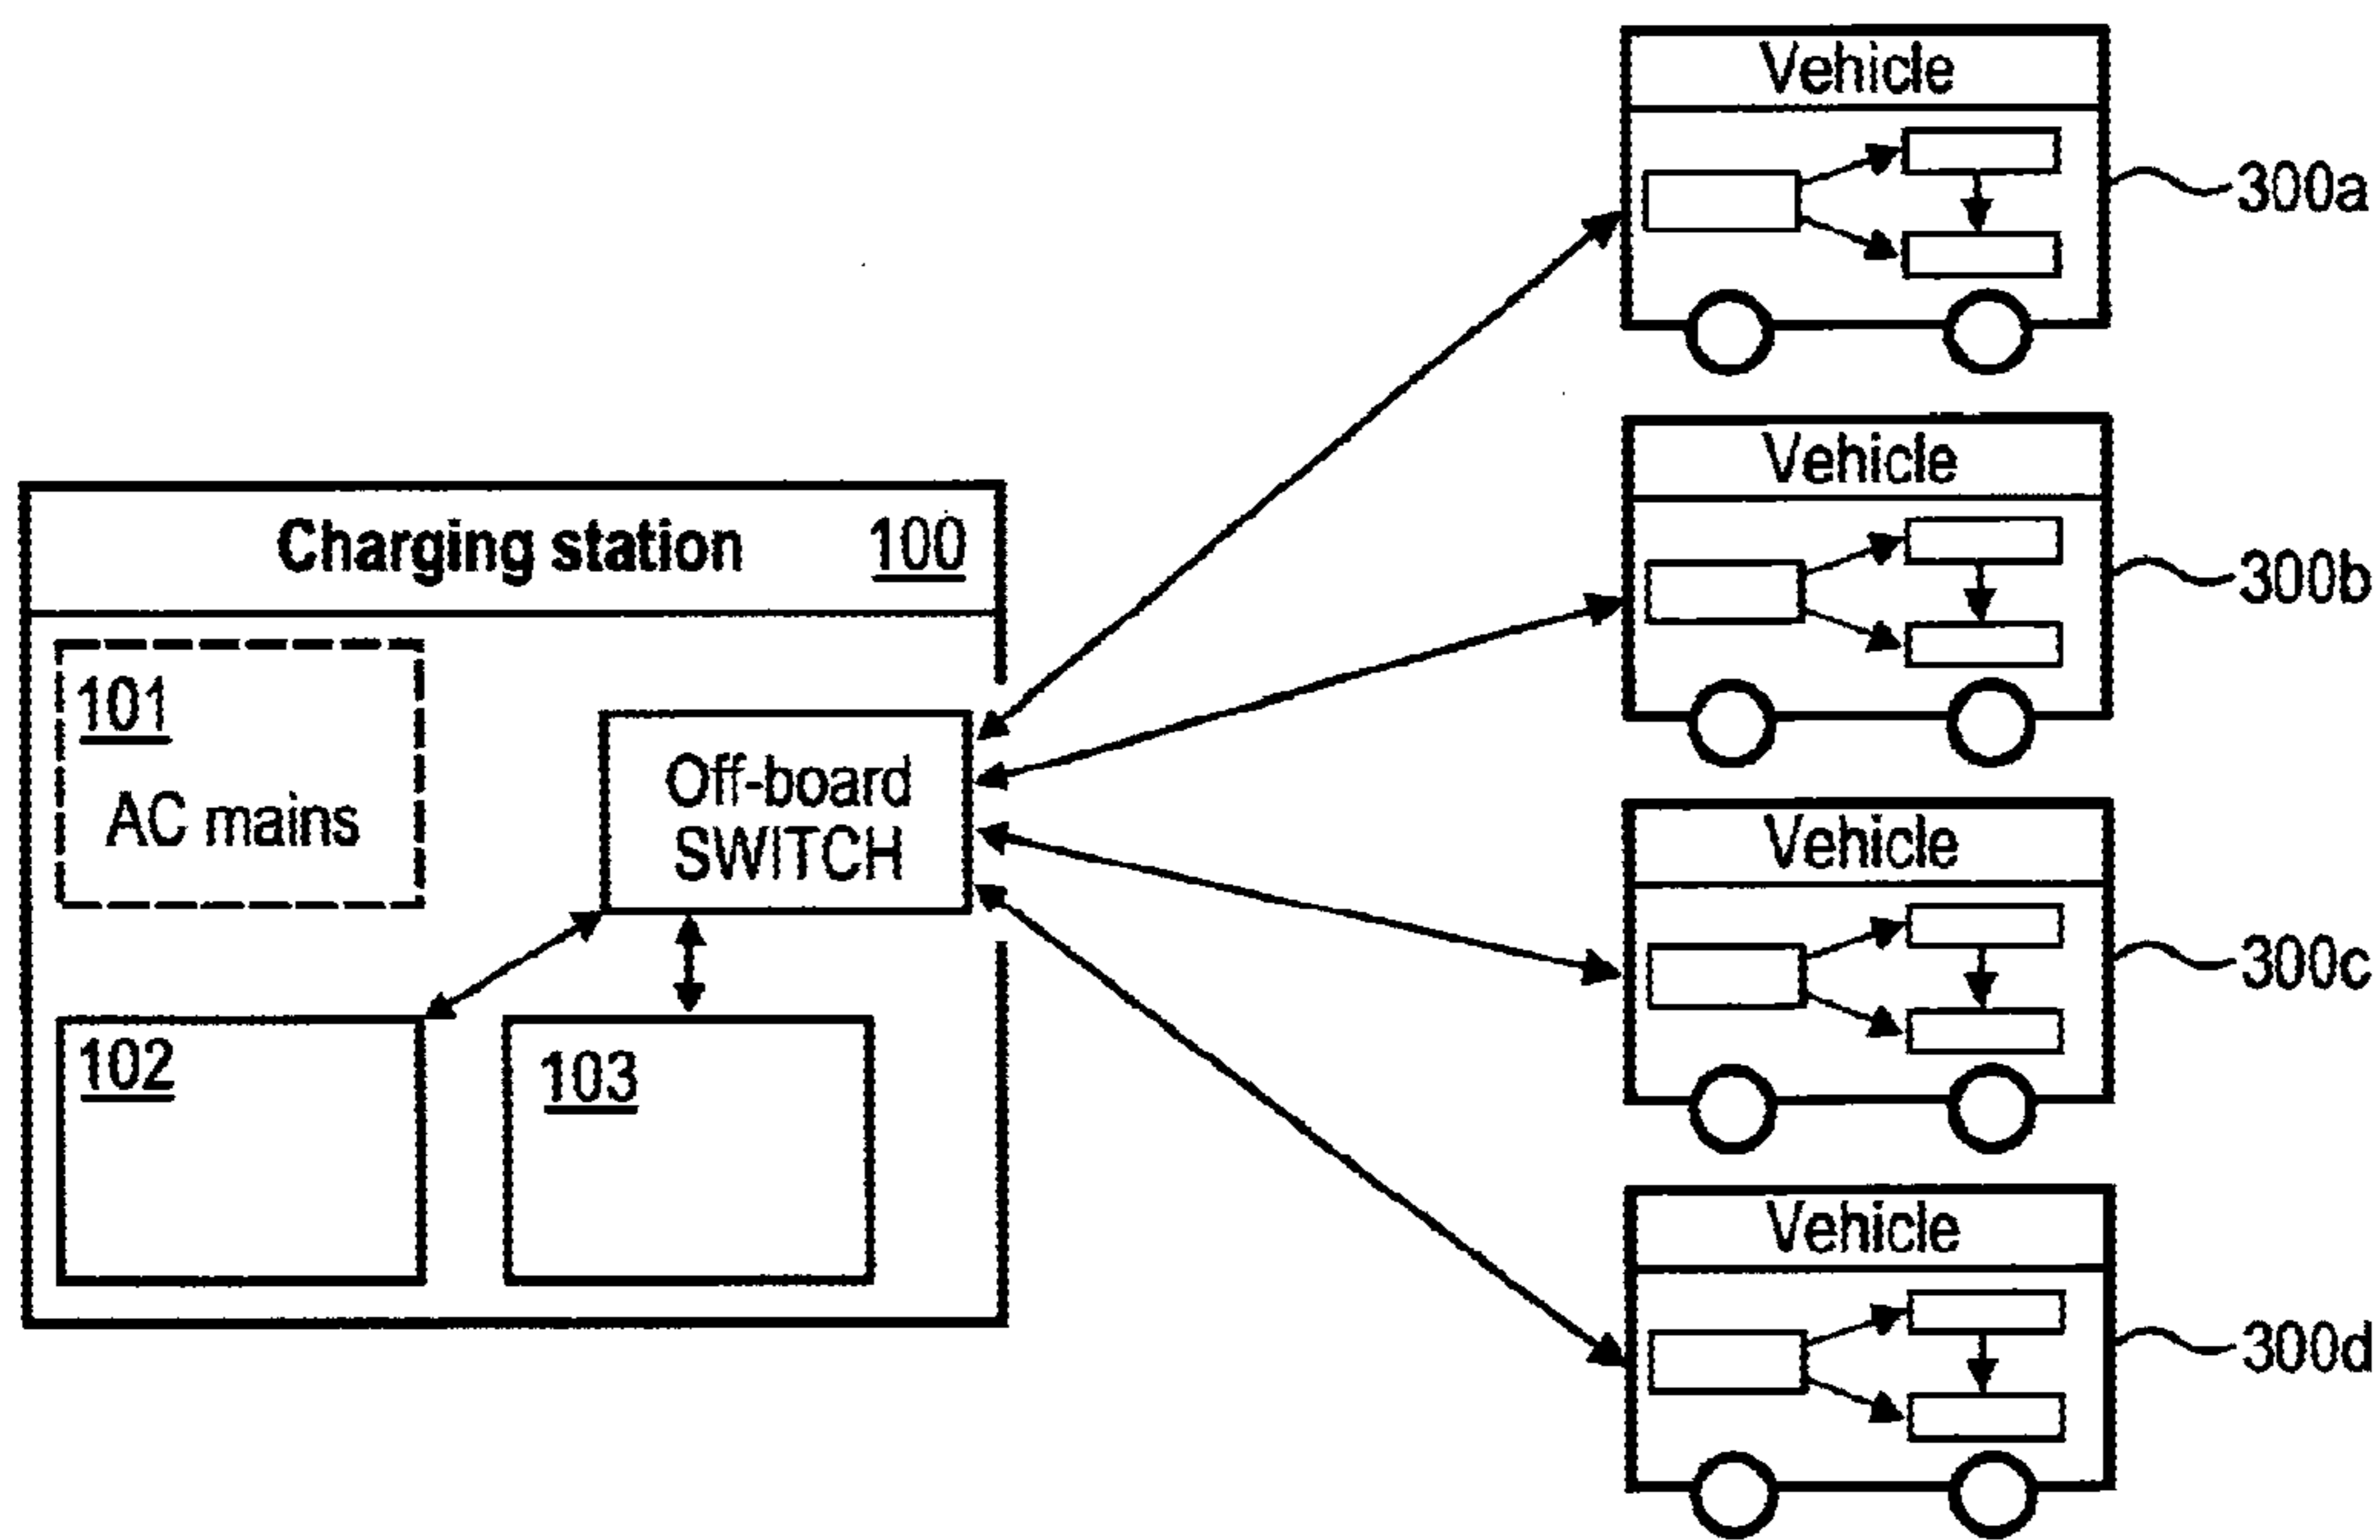 Charging station 100
101
AC mains
Off-board
SWITCH
102
103
Vehicle
300a
Vehicle
300b
Vehicle
300c
Vehicle
300d